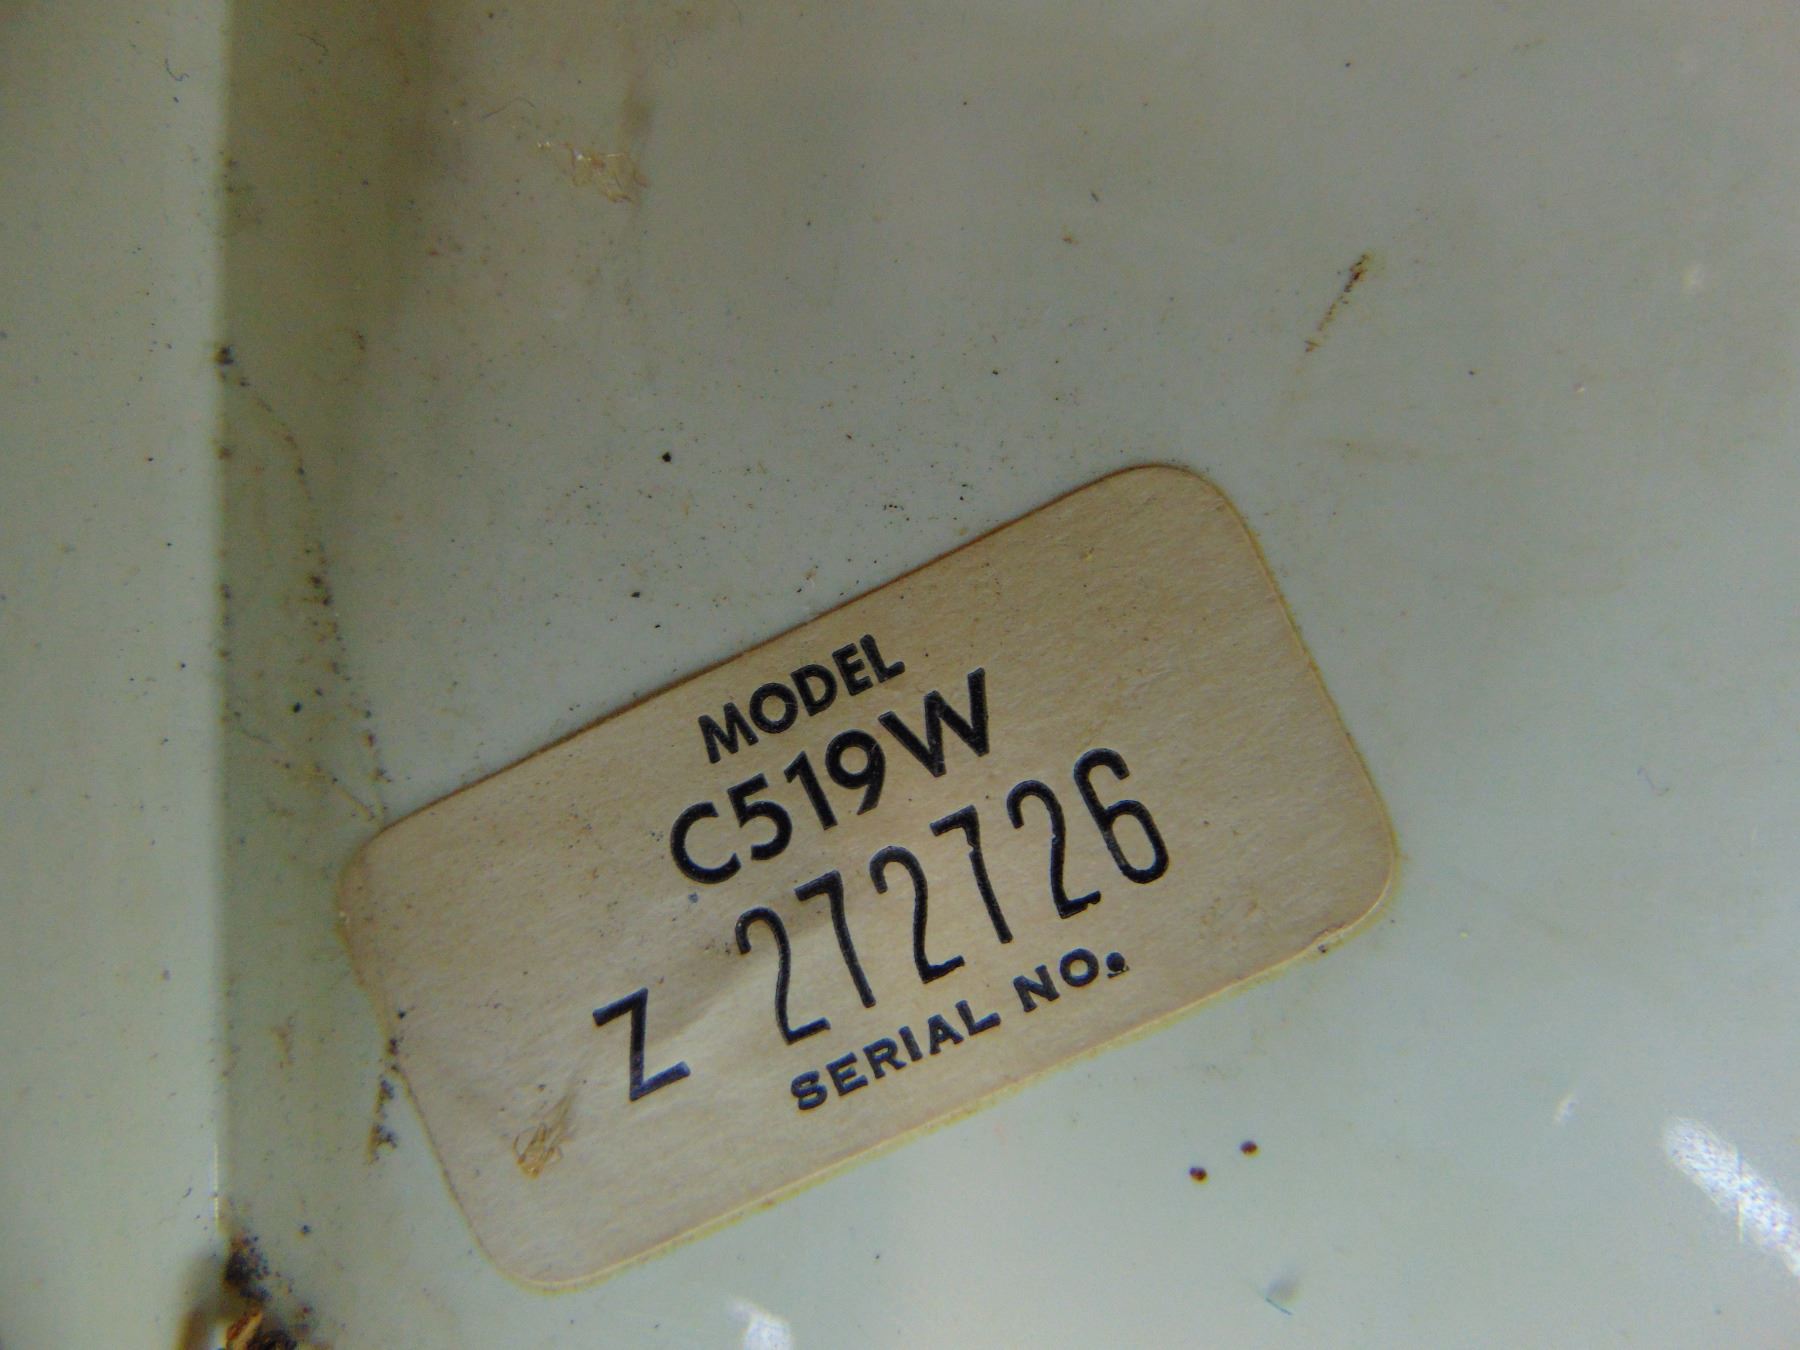 MODEL
C519W
Z 272726
SERIAL NO.